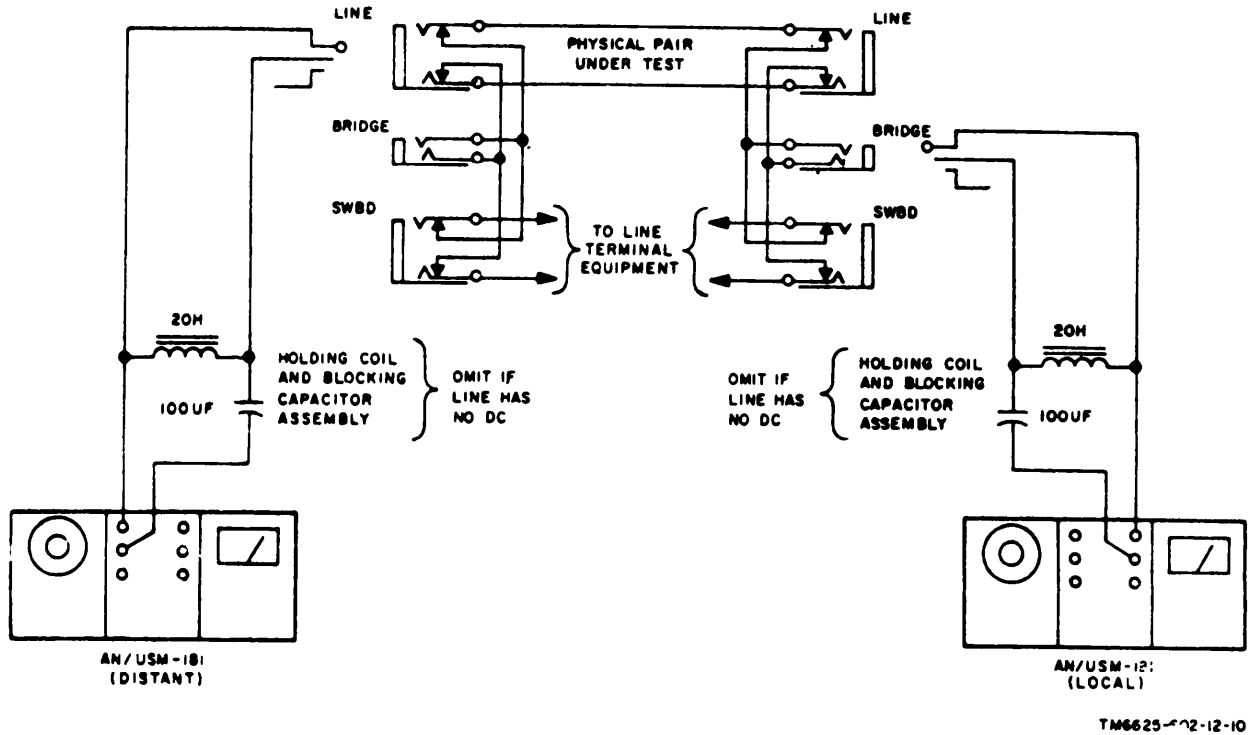 LINE
LINE
PHYSICAL PAIR
UNDER TEST
BRIDGE
BRIDGE
SWBD
SWBD
TO LINE
TERMINAL
EQUIPMENT
20H
20H
HOLDING COIL
AND BLOCKING
CAPACITOR
ASSEMBLY
OMIT IF
LINE HAS
NO DC
OMIT IF
LINE HAS
NO DC
HOLDING COIL
AND BLOCKING
CAPACITOR
ASSEMBLY
100UF
100UF
AN/USM-181
(DISTANT)
(LOCAL)